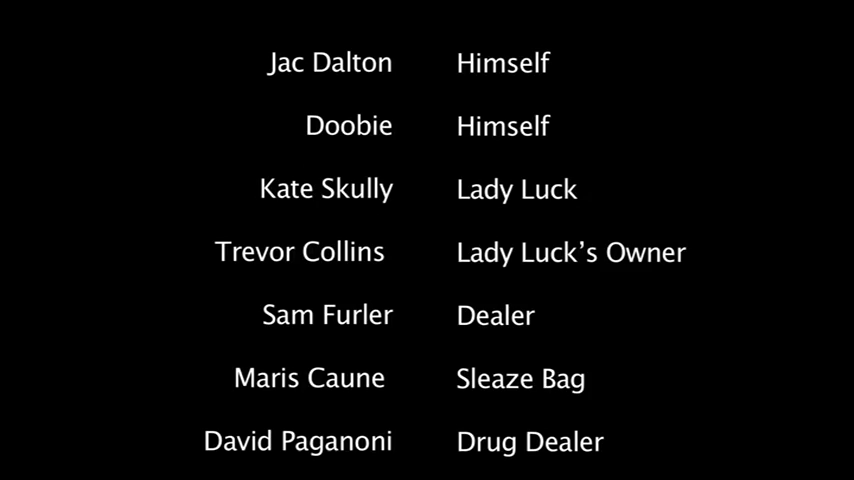 Jac Dalton Himself
Doobie Himself
Kate Skully Lady Luck
Trevor Collins Lady Luck’s Owner
Sam Furler Dealer
Maris Caune Sleaze Bag
David Paganoni Drug Dealer